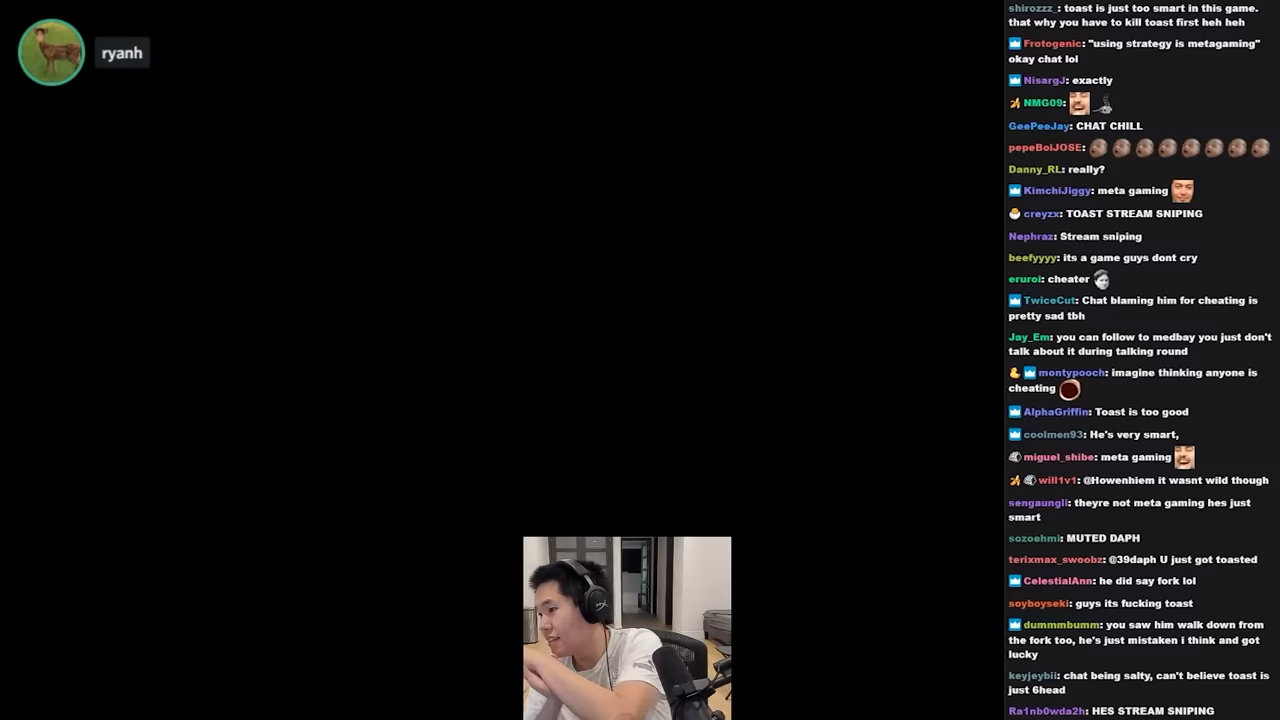 ryanh
shirozzz_: toast is just too smart in this game.
that why you have to kill toast first heh heh
Frotogenic: "using strategy is metagaming"
okay chat lol
NisargJ: exactly
NMG09:
GeePeeJay: CHAT CHILL
pepeBoiJOSE:
Danny_RL: really?
KimchiJiggy: meta gaming
creyzx: TOAST STREAM SNIPING
Nephraz: Stream sniping
beefyyyy: its a game guys dont cry
eruroi: cheater
TwiceCut: Chat blaming him for cheating is
pretty sad tbh
Jay_Em: you can follow to medbay you just don't
talk about it during talking round
montypooch: imagine thinking anyone is
cheating
AlphaGriffin: Toast is too good
coolmen93: He's very smart,
miguel_shibe: meta gaming
will1v1: @Howenhiem it wasnt wild though
sengaungli: theyre not meta gaming hes just
smart
sozoehmi: MUTED DAPH
terixmax_swoobz: @39daph U just got toasted
CelestialAnn: he did say fork lol
soyboyseki: guys its fucking toast
dummmbumm: you saw him walk down from
the fork too, he's just mistaken i think and got
lucky
keyjeybii: chat being salty, can't believe toast is
just 6head
Ra1nb0wda2h: HES STREAM SNIPING